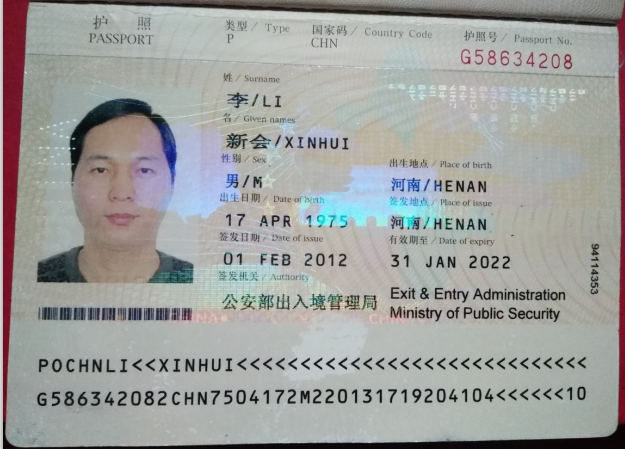 护 照 类型/ Type 国家码/ Country Code 护照号/ Passport No.
PASSPORT P CHN G58634208
姓/ Surname
李/LI
名/ Given names
新会/XINHUI
性别/ Sex 出生地点/ Place of birth
男/M 河南/HENAN
出生日期/ Date of birth 签发地点/ Place of issue
17 APR 1975 河南/HENAN
签发日期/ Date of issue 有效期至/ Date of expiry
01 FEB 2012 31 JAN 2022
签发机关/ Authority
公安部出入境管理局 Exit & Entry Administration
Ministry of Public Security
94114353
POCHNLI<<XINHUI<<<<<<<<<<<<<<<<<<<<<<<<<<<<<
G586342082CHN7504172M220131719204104<<<<<<10